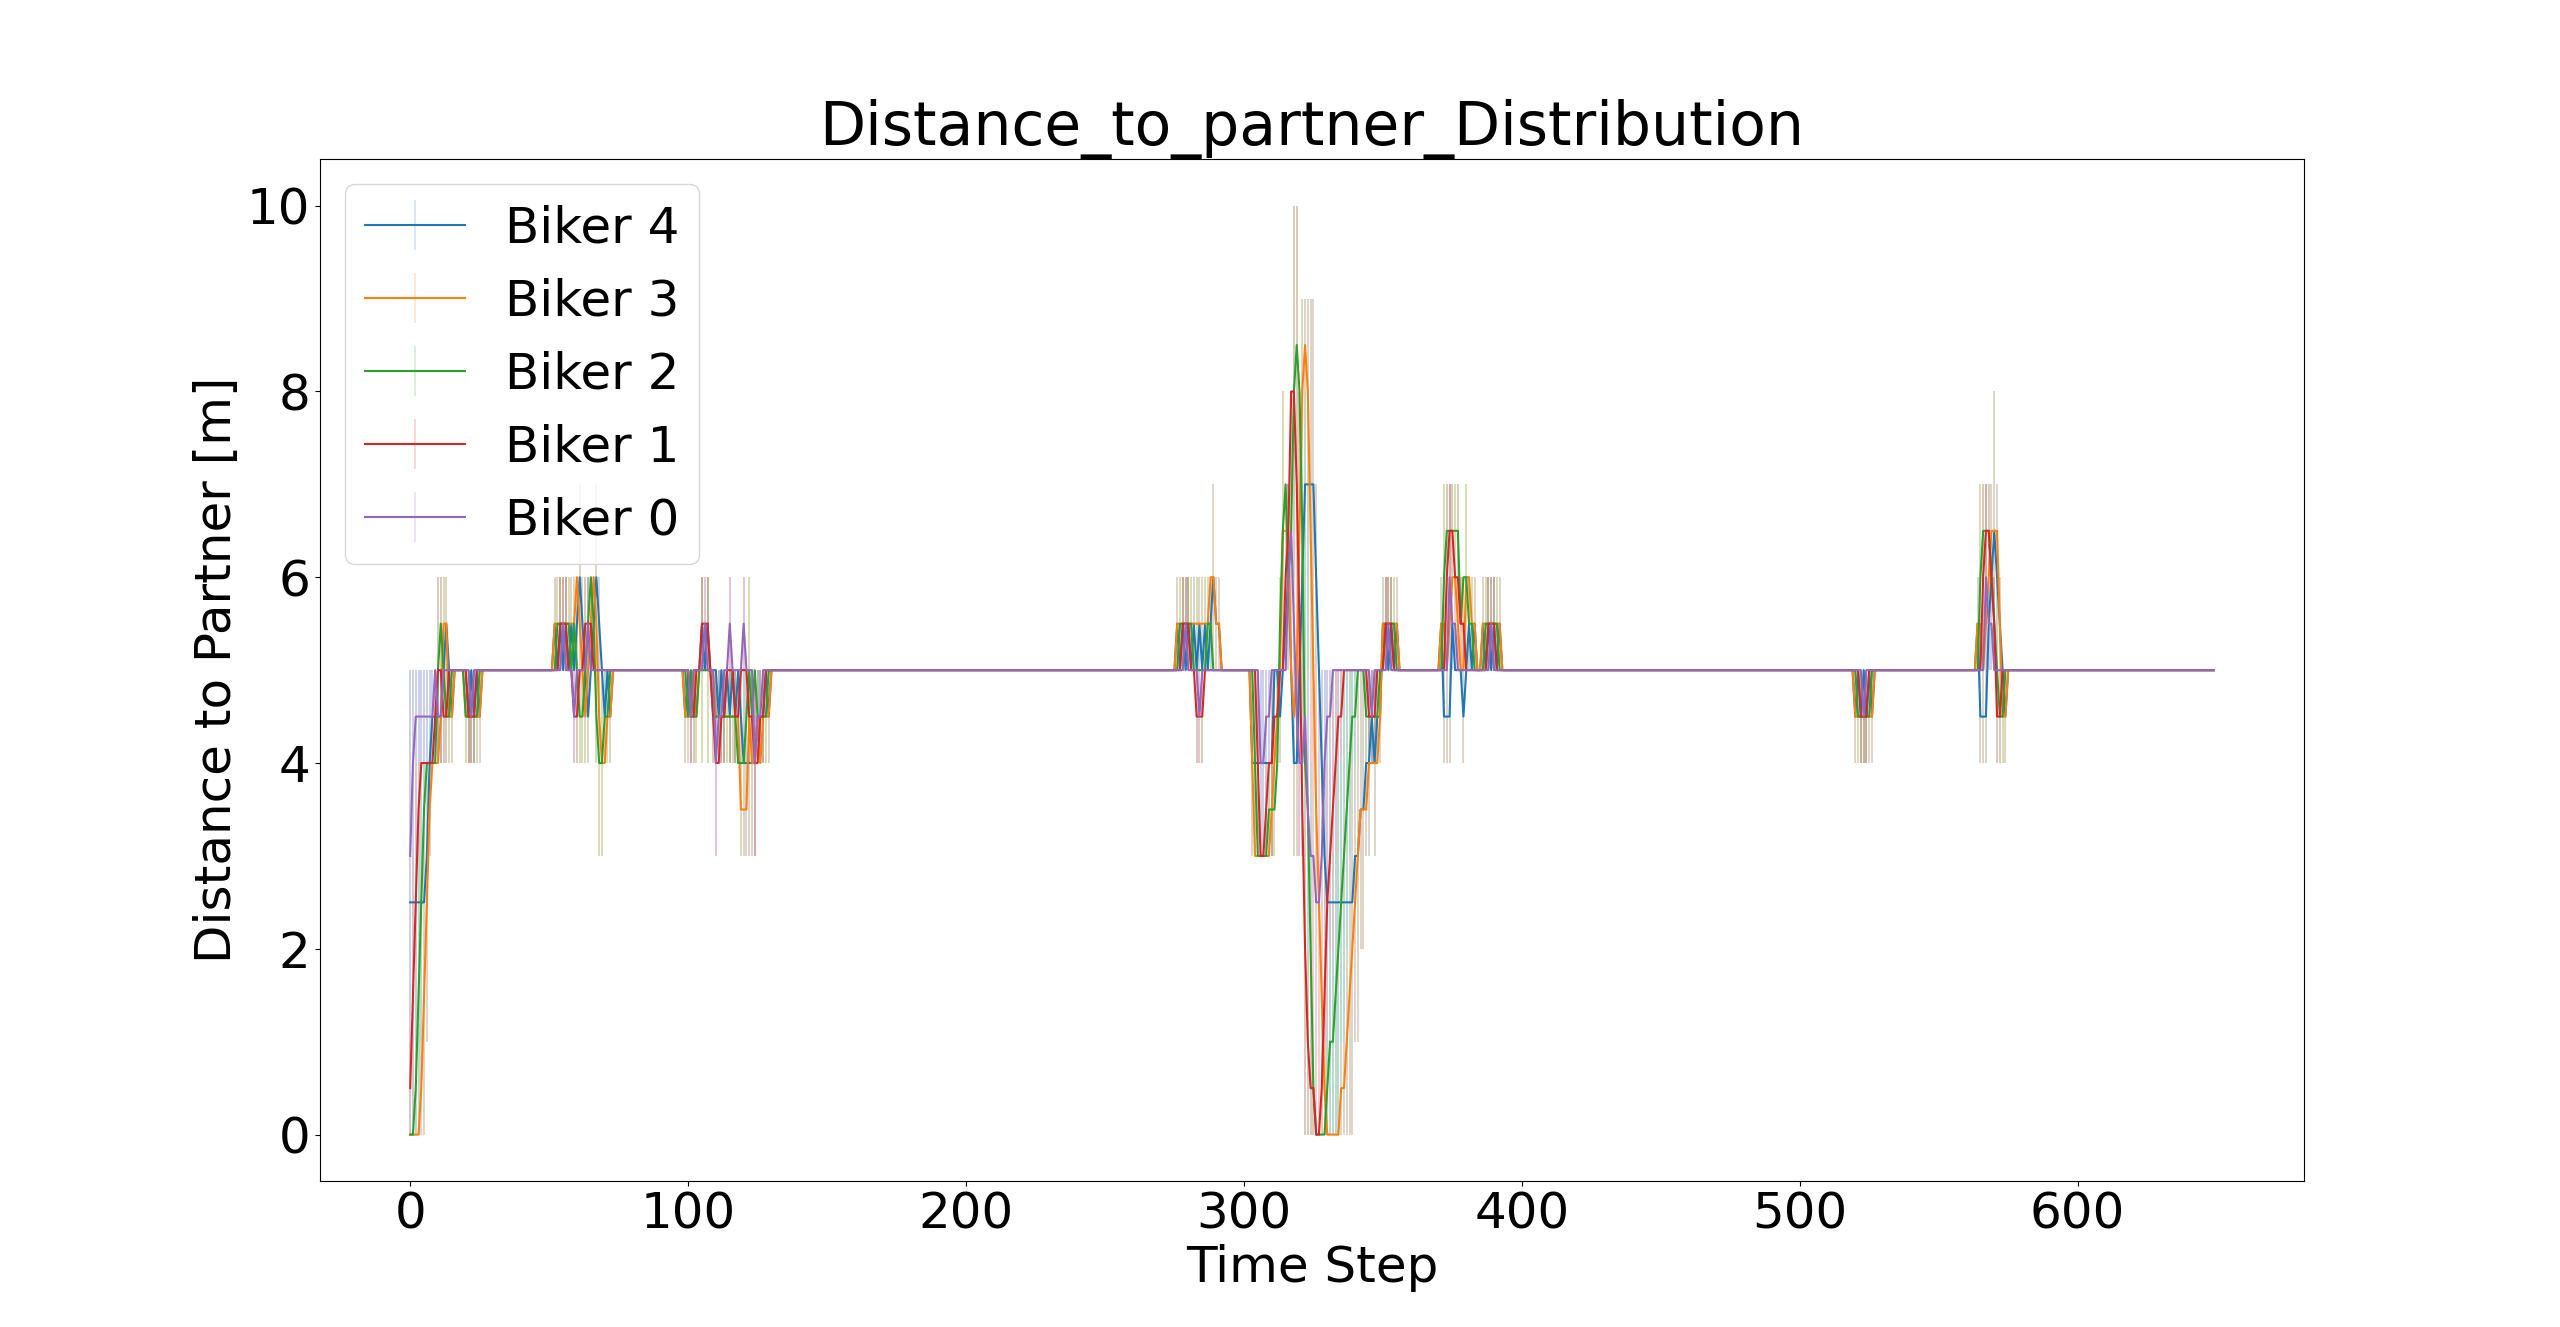 Distance_to_partner_Distribution
Biker 4
Biker 3
Biker 2
Biker 1
Biker 0
Distance to Partner [m]
10
8
6
4
2
0
0 100 200 300 400 500 600
Time Step